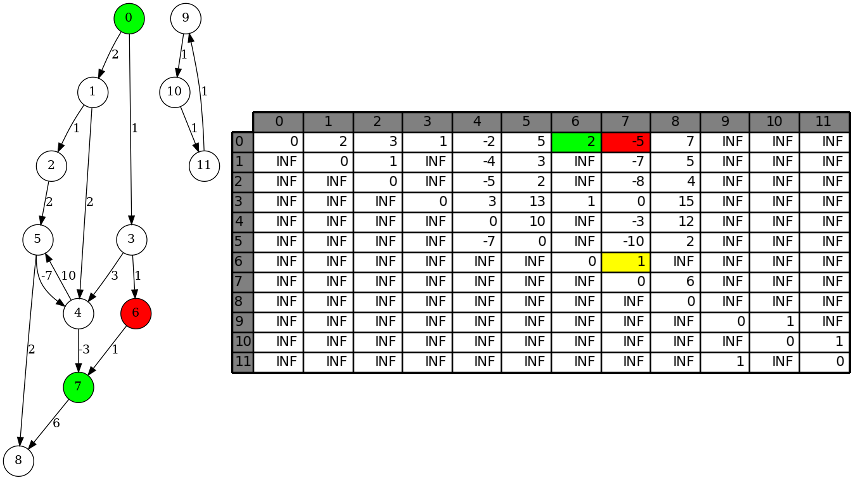 0
9
2
1
1
10
1
1
1
1
11
2
2
2
5
3
-7
10
3
1
4
6
2
-3
1
7
6
8
0 1 2 3 4 5 6 7 8 9 10 11
0 0 2 3 1 -2 5 2 -5 7 INF INF INF
1 INF 0 1 INF -4 3 INF -7 5 INF INF INF
2 INF INF 0 INF -5 2 INF -8 4 INF INF INF
3 INF INF INF 0 3 13 1 0 15 INF INF INF
4 INF INF INF INF 0 10 INF -3 12 INF INF INF
5 INF INF INF INF -7 0 INF -10 2 INF INF INF
6 INF INF INF INF INF INF 0 1 INF INF INF INF
7 INF INF INF INF INF INF INF 0 6 INF INF INF
8 INF INF INF INF INF INF INF INF 0 INF INF INF
9 INF INF INF INF INF INF INF INF INF 0 1 INF
10 INF INF INF INF INF INF INF INF INF INF 0 1
11 INF INF INF INF INF INF INF INF INF 1 INF 0